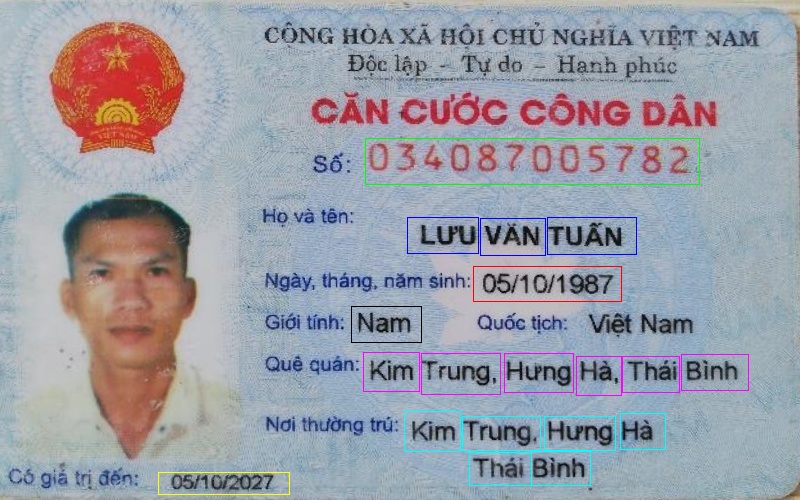 CỘNG HÒA XÃ HỘI CHỦ NGHĨA VIỆT NAM
Độc lập - Tự do - Hạnh phúc
CĂN CƯỚC CÔNG DÂN
Số: 034087005782
Họ và tên:
LƯU VĂN TUẤN
Ngày, tháng, năm sinh: 05/10/1987
Giới tính: Nam Quốc tịch: Việt Nam
Quê quán: Kim Trung, Hưng Hà, Thái Bình
Nơi thường trú: Kim Trung, Hưng Hà
Thái Bình
Có giá trị đến: 05/10/2027